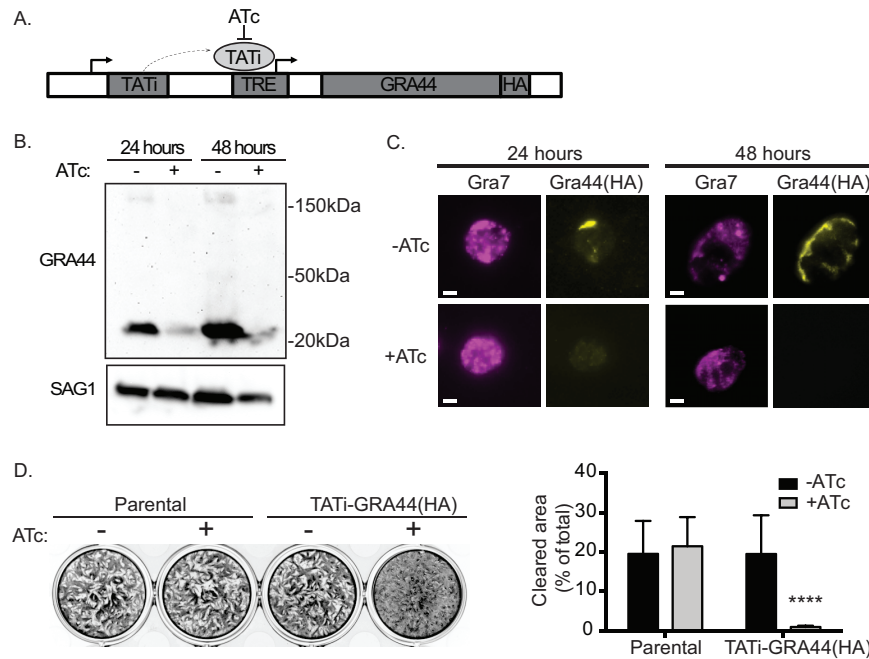 A.
ATc
TATi
TATi
TRE
GRA44
HA
B.
24 hours
48 hours
ATc:
-
+
-
+
GRA44
-150kDa
-50kDa
-20kDa
SAG1
C.
24 hours
48 hours
Gra7
Gra44(HA)
Gra7
Gra44(HA)
-ATc
+ATc
D.
Parental
TATi-GRA44(HA)
ATc:
-
+
-
+
Cleared area
(% of total)
40
30
20
10
0
-ATc
+ATc
****
Parental
TATi-GRA44(HA)